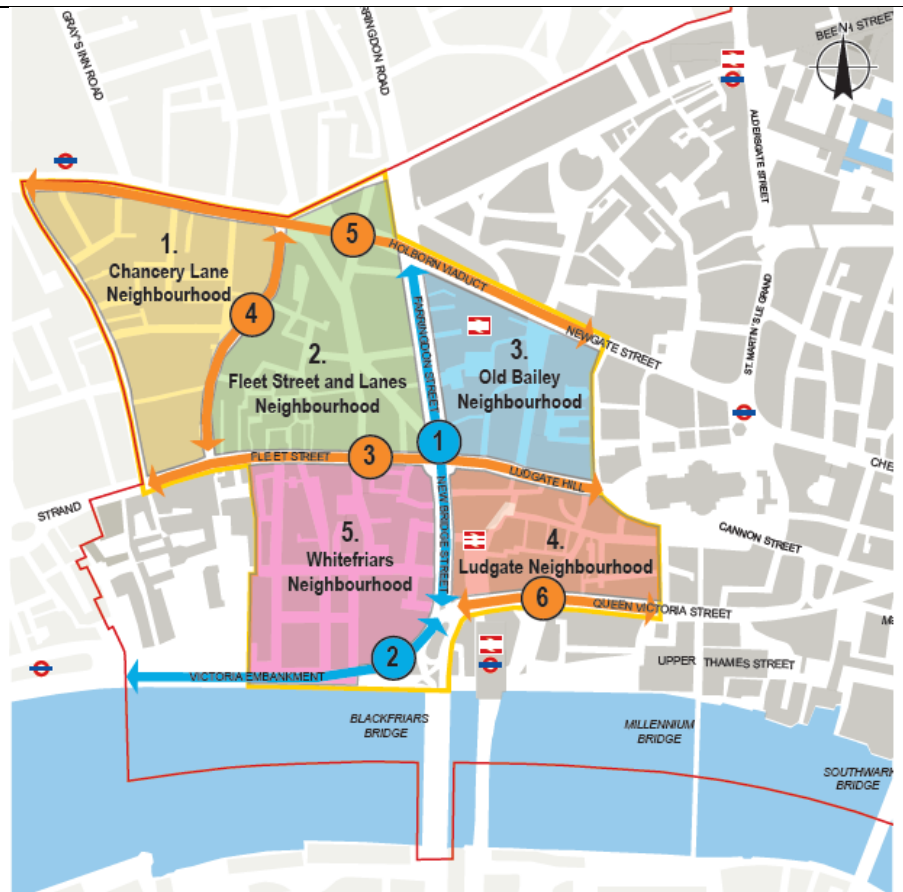 GRAY'S INN ROAD
RRINGDON ROAD
BEE
STREET
ALDERSGATE STREET
5
HOLBORN VIADUCT
1.
Chancery Lane
Neighbourhood
4
FARRINGDON STREET
NEWGATE STREET
ST. MARTIN'S LE GRAND
2.
Fleet Street and Lanes
Neighbourhood
3.
Old Bailey
Neighbourhood
1
FLEET STREET
3
LUDGATE HILL
CHE
STRAND
NEW BRIDGE STREET
CANNON STREET
5.
Whitefriars
Neighbourhood
4.
Ludgate Neighbourhood
6
QUEEN VICTORIA STREET
2
VICTORIA EMBANKMENT
UPPER THAMES STREET
BLACKFRIARS
BRIDGE
MILLENNIUM
BRIDGE
SOUTHWARK
BRIDGE